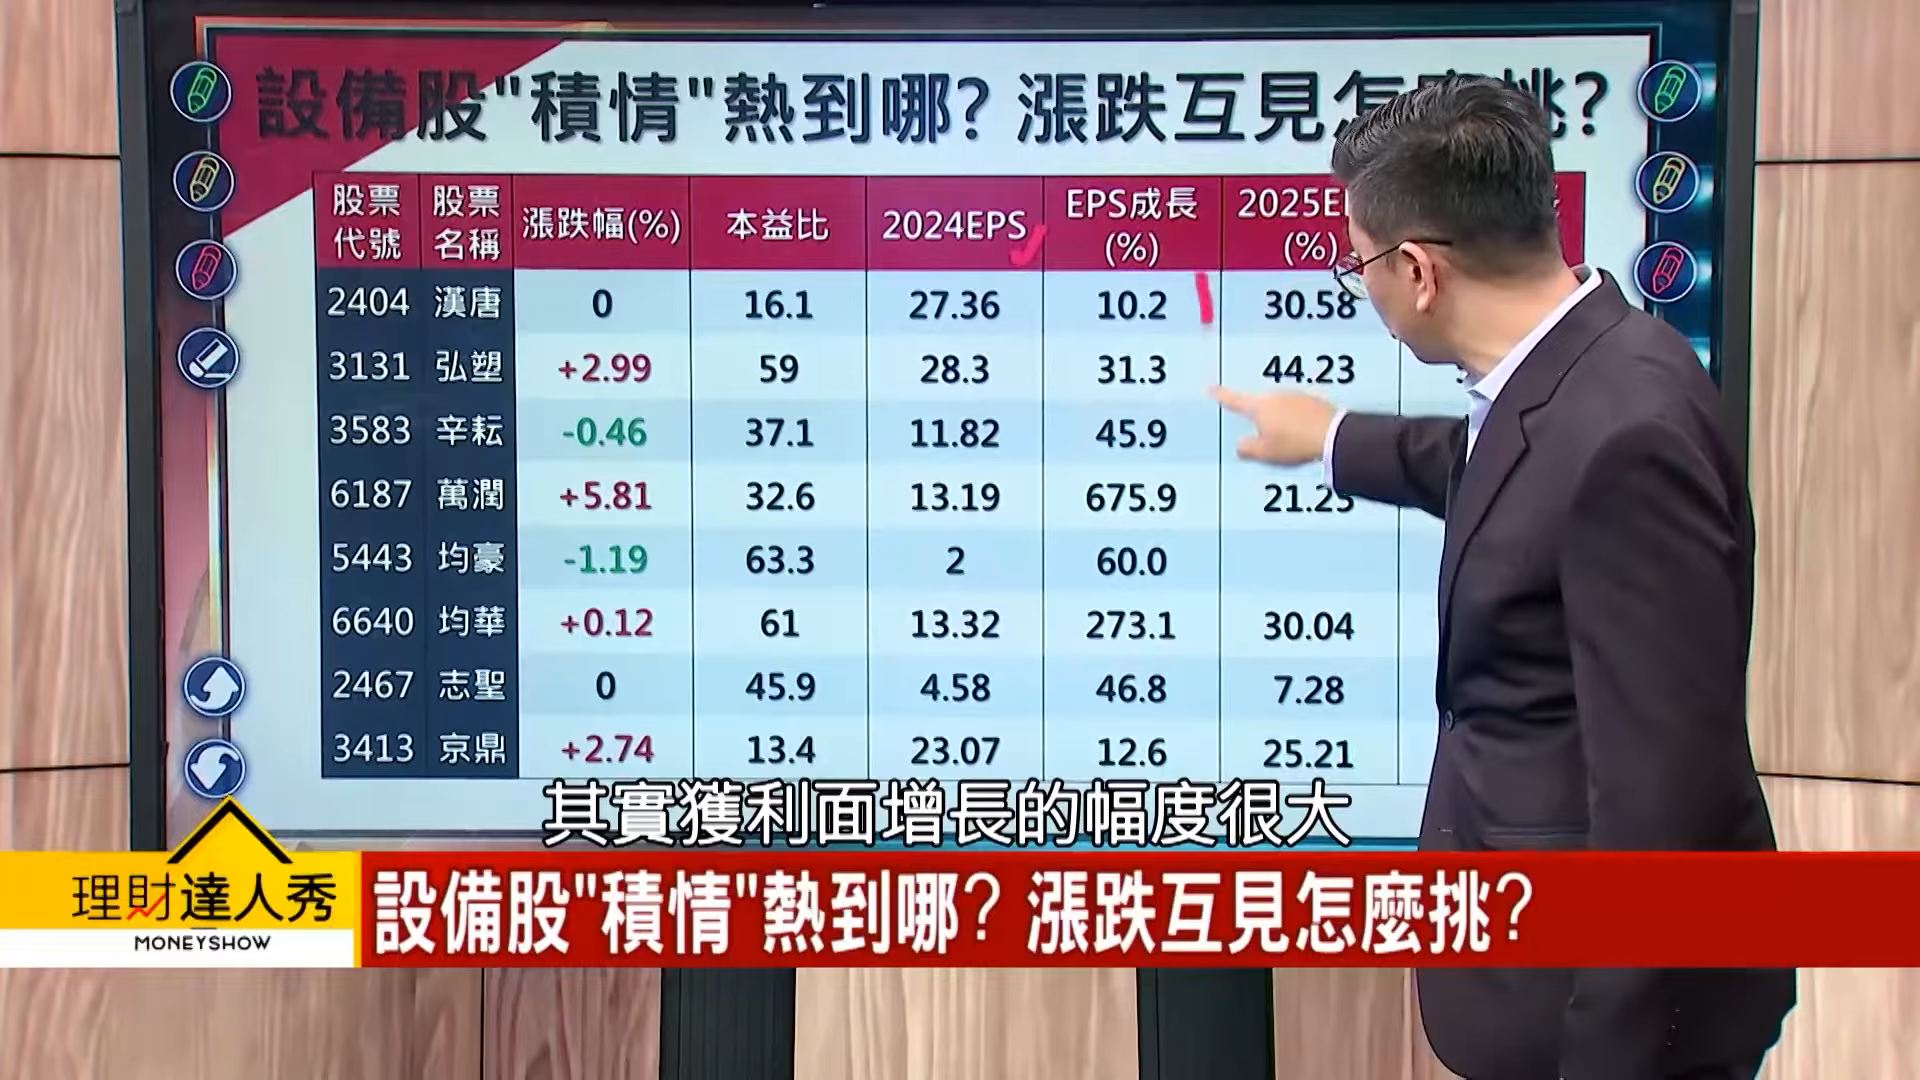 設備股"積情"熱到哪? 漲跌互見怎麼挑?
股票代號 股票名稱 漲跌幅(%) 本益比 2024EPS EPS成長(%) 2025E (%)
2404 漢唐 0 16.1 27.36 10.2 30.58
3131 弘塑 +2.99 59 28.3 31.3 44.23
3583 辛耘 -0.46 37.1 11.82 45.9
6187 萬潤 +5.81 32.6 13.19 675.9 21.25
5443 均豪 -1.19 63.3 2 60.0
6640 均華 +0.12 61 13.32 273.1 30.04
2467 志聖 0 45.9 4.58 46.8 7.28
3413 京鼎 +2.74 13.4 23.07 12.6 25.21
其實獲利面增長的幅度很大
理財達人秀
MONEYSHOW
設備股"積情"熱到哪? 漲跌互見怎麼挑?